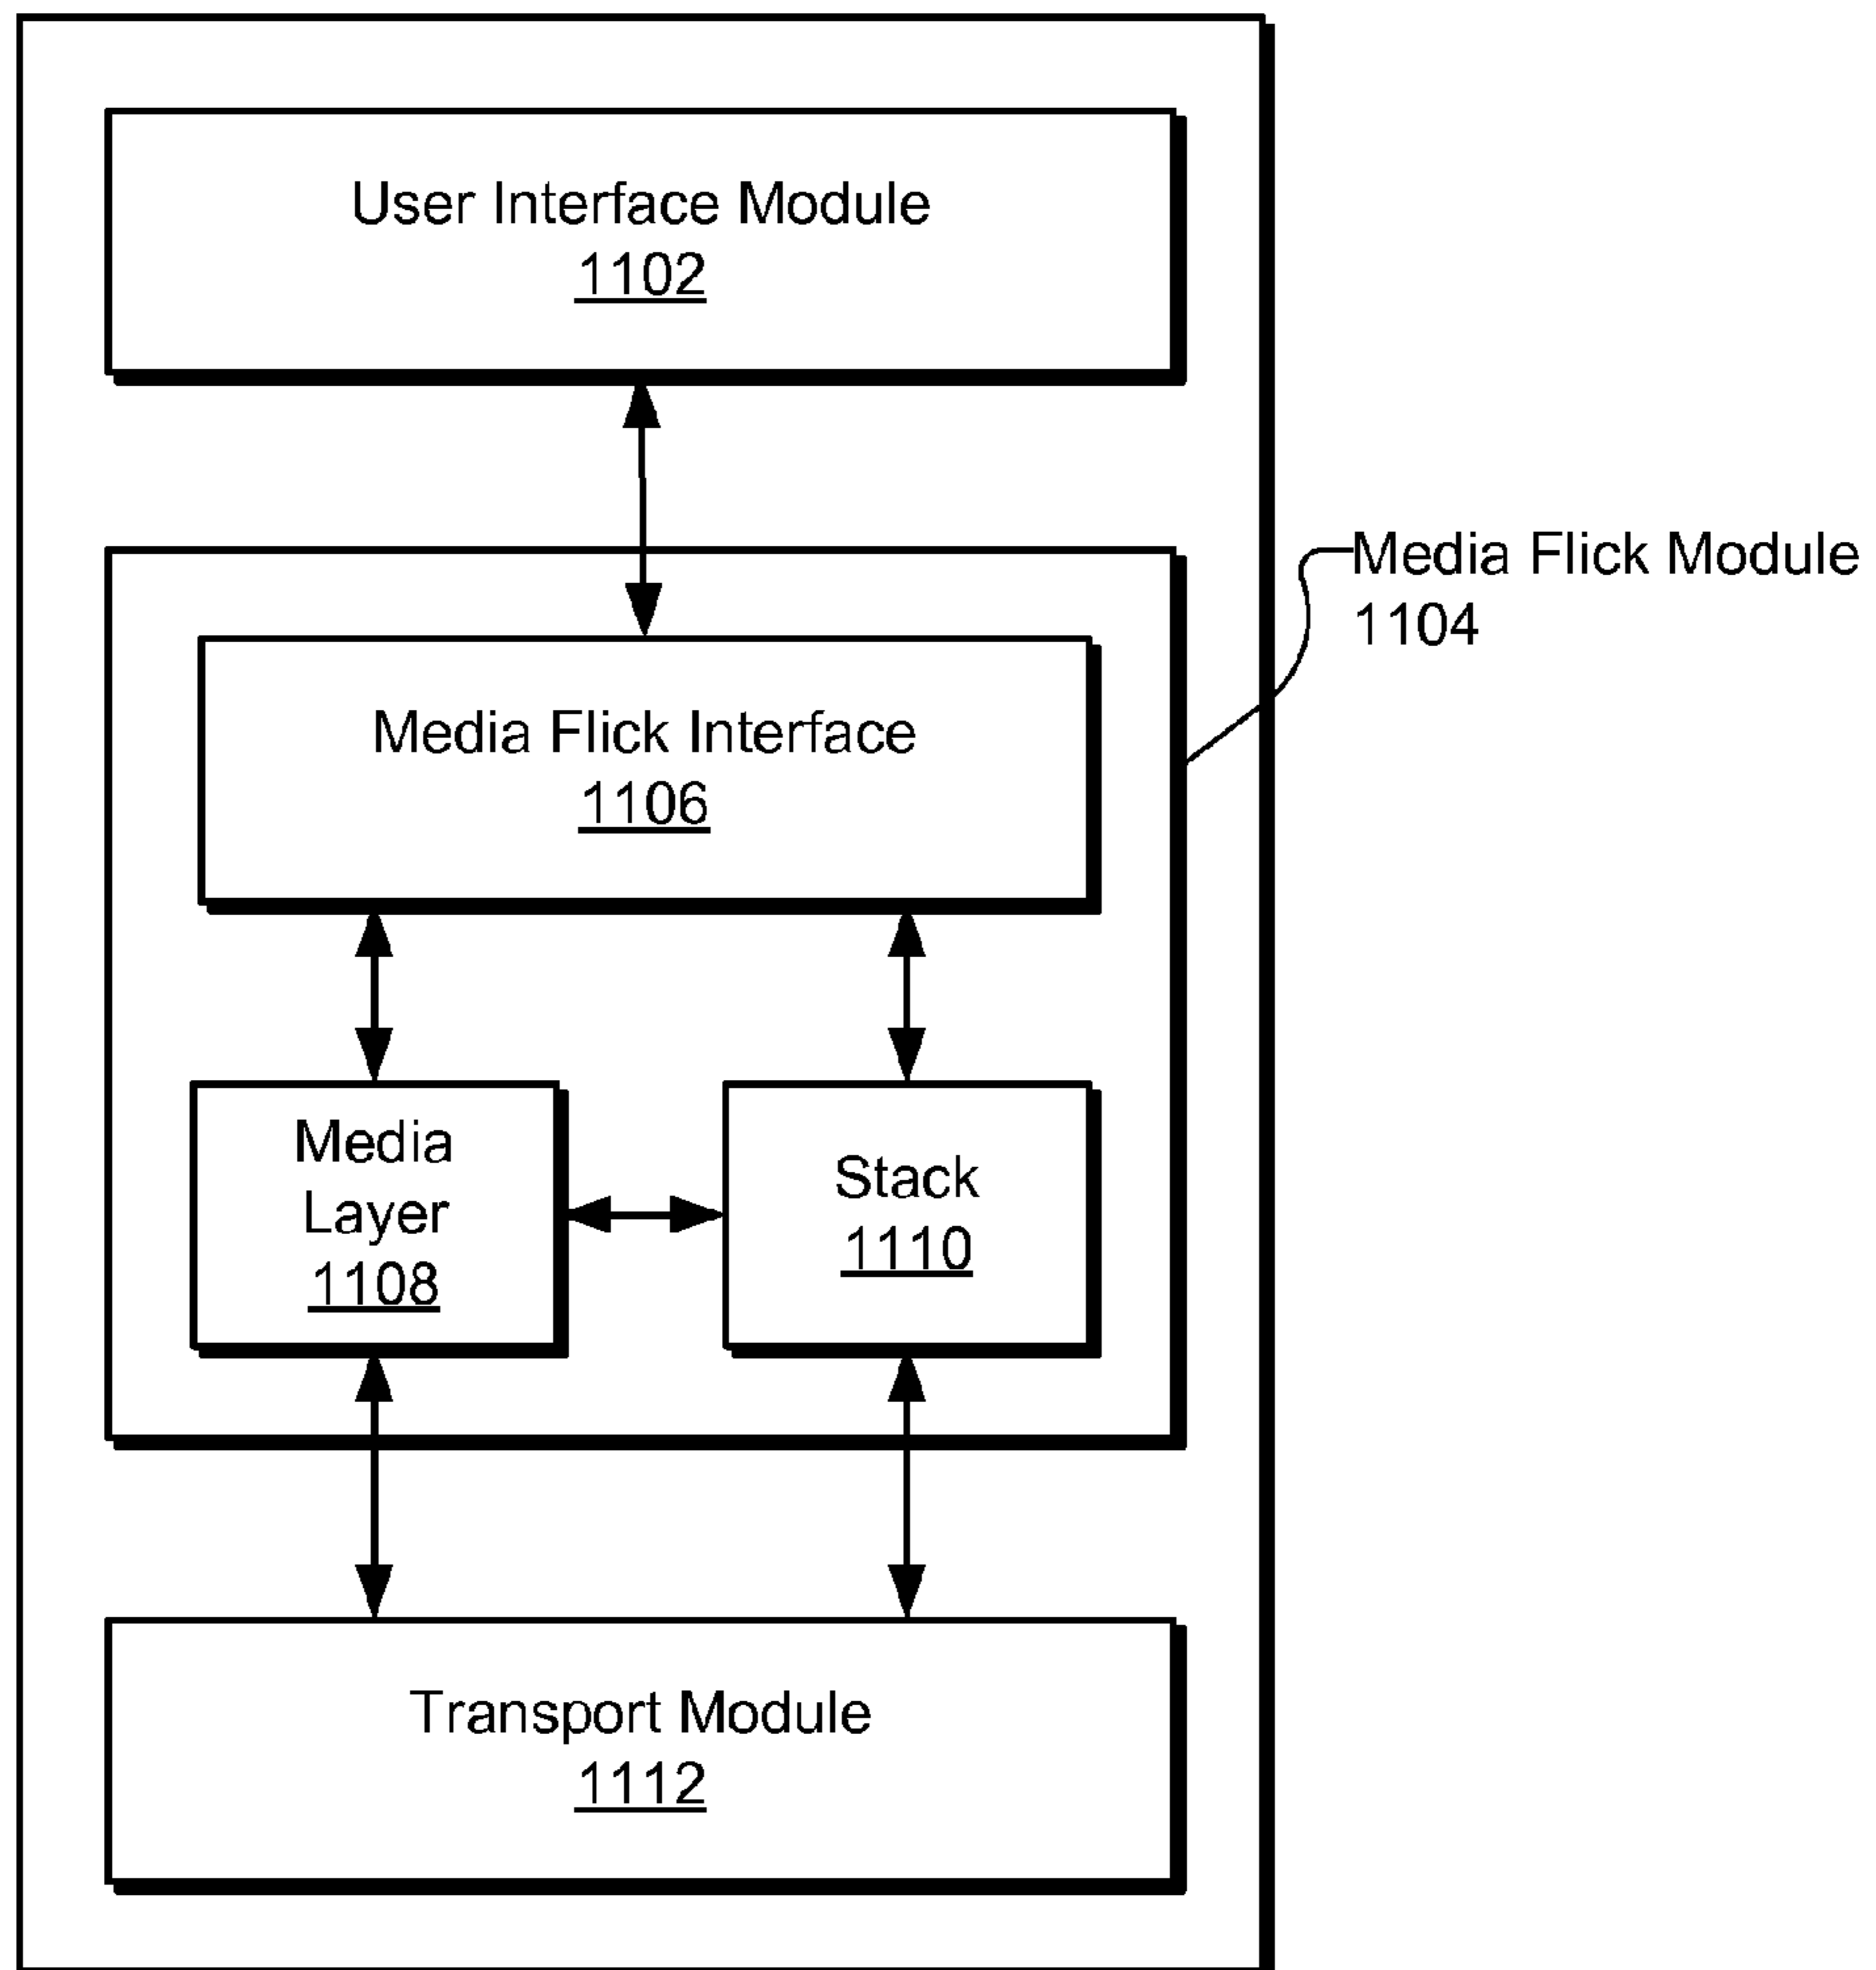 User Interface Module
1102
Media Flick Module
1104
Media Flick Interface
1106
Media
Layer
1108
Stack
1110
Transport Module
1112